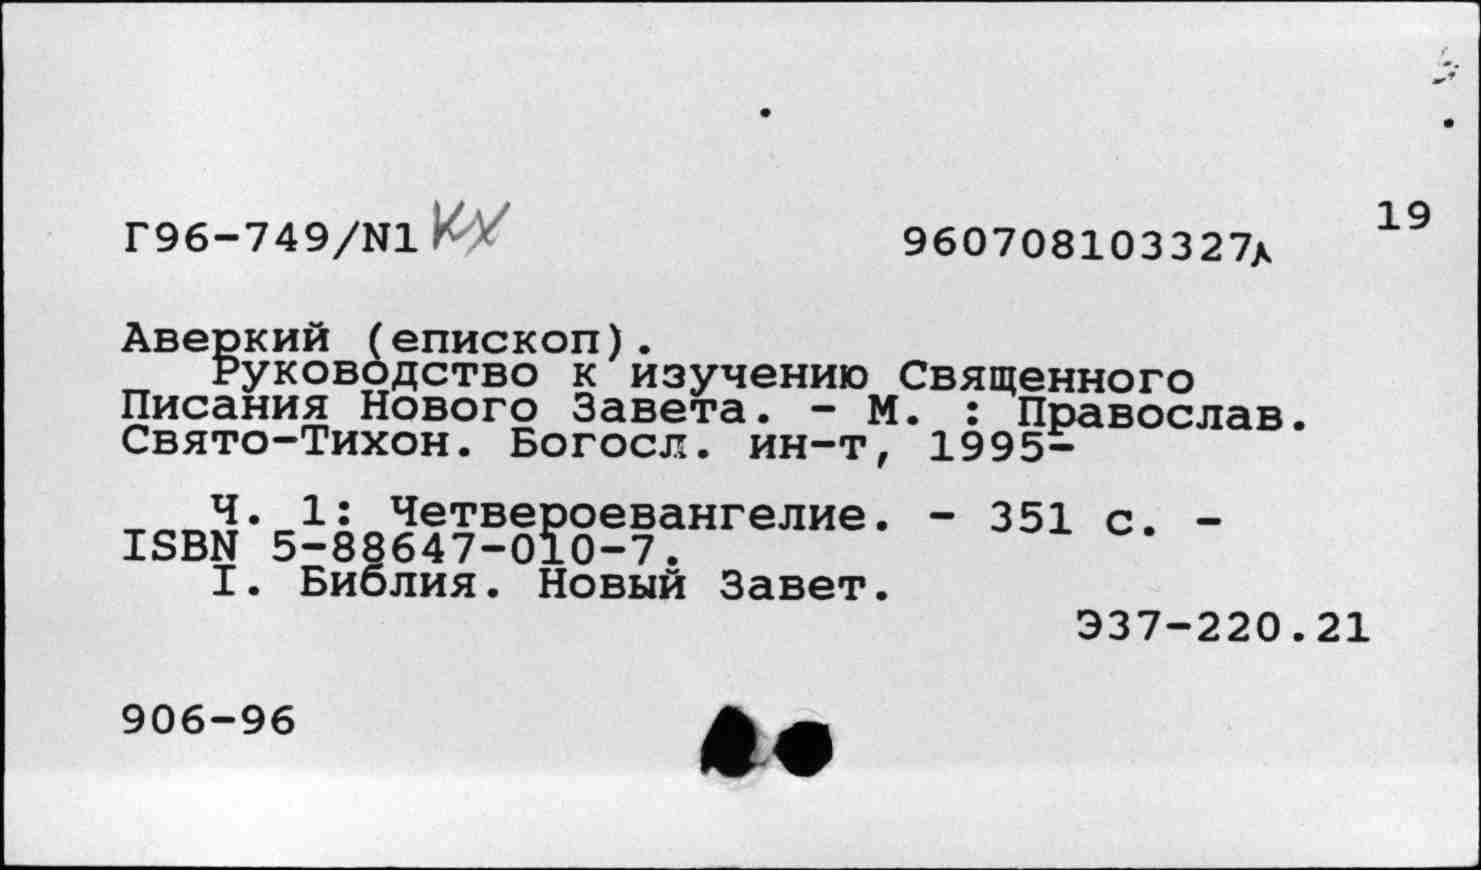 19
Г96-749/N1 КХ
960708103327д
Аверкий (епископ).
Руководство к изучению Священного
Писания Нового Завета. - М. : Православ.
Свято-Тихон. Богосл. ин-т, 1995-
Ч. 1: Четвероевангелие. - 351 с. -
ISBN 5-88647-010-7.
I. Библия. Новый Завет.
Э37-220.21
906-96